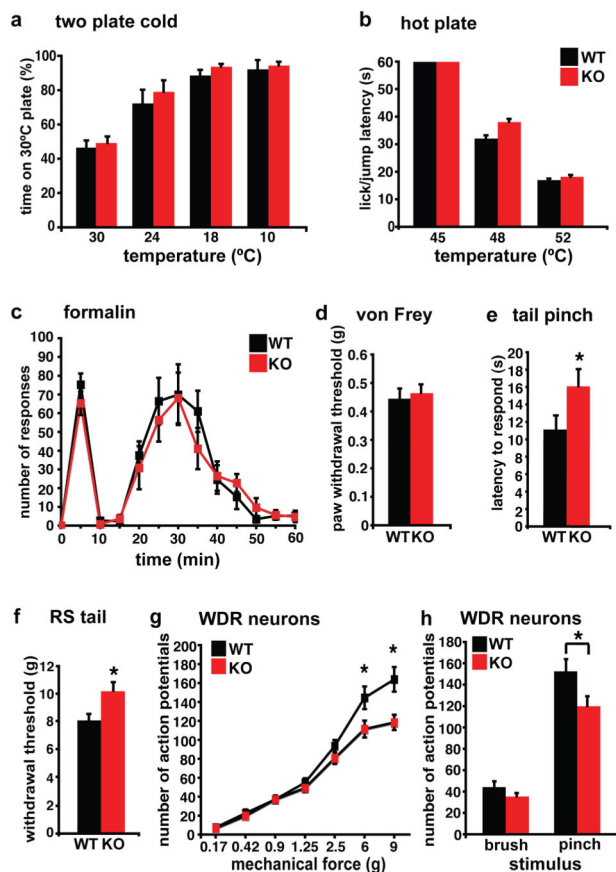 a two plate cold
time on 30ºC plate (%)
100
80
60
40
20
0
30 24 18 10
temperature (ºC)
b hot plate
WT
KO
lick/jump latency (s)
60
50
40
30
20
10
0
45 48 52
temperature (ºC)
c formalin
WT
KO
number of responses
100
90
80
70
60
50
40
30
20
10
0
0 10 20 30 40 50 60
time (min)
d von Frey
paw withdrawal threshold (g)
0.6
0.5
0.4
0.3
0.2
0.1
0
WT KO
e tail pinch
latency to respond (s)
18
16
14
12
10
8
6
4
2
0
*
WT KO
f RS tail
withdrawal threshold (g)
12
10
8
6
4
2
0
*
WT KO
g WDR neurons
WT
KO
number of action potentials
200
180
160
140
120
100
80
60
40
20
0
* *
0.17 0.42 0.9 1.25 2.5 6 9
mechanical force (g)
h WDR neurons
WT
KO
number of action potentials
180
160
140
120
100
80
60
40
20
0
*
brush pinch
stimulus